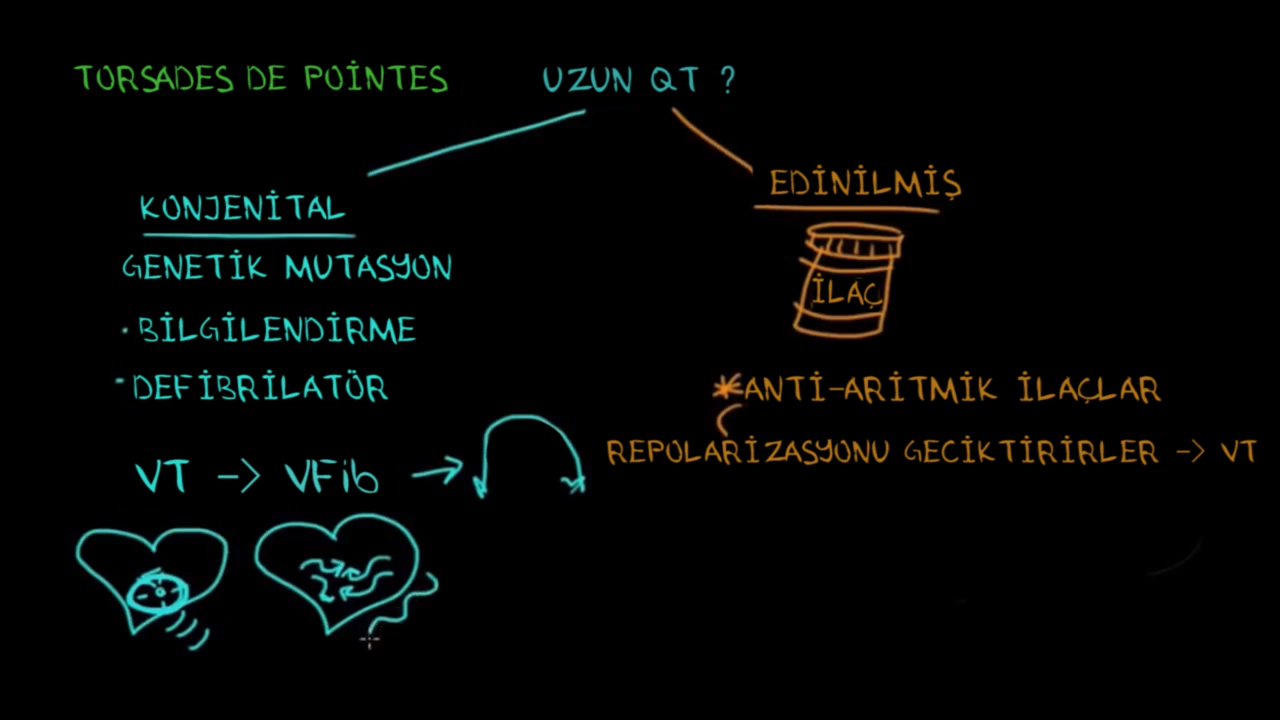 TORSADES DE POİNTES
UZUN QT ?
KONJENİTAL
GENETİK MUTASYON
· BİLGİLENDİRME
· DEFİBRİLATÖR
VT -> VFib →
EDİNİLMİŞ
İLAÇ
*ANTİ-ARİTMİK İLAÇLAR
REPOLARİZASYONU GECİKTİRİRLER -> VT